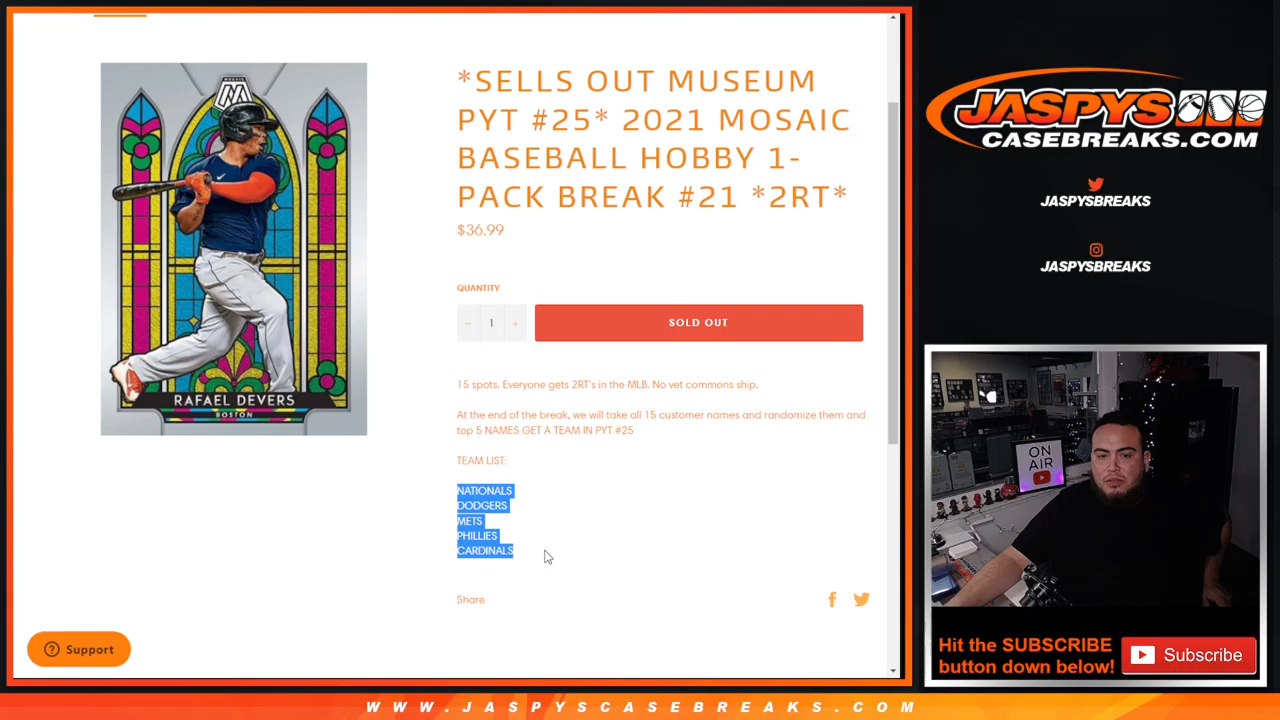 *SELLS OUT MUSEUM
PYT #25* 2021 MOSAIC
BASEBALL HOBBY 1-
PACK BREAK #21 *2RT*
$36.99
QUANTITY
− 1 +
SOLD OUT
15 spots. Everyone gets 2RT's in the MLB. No vet commons ship.
At the end of the break, we will take all 15 customer names and randomize them and
top 5 NAMES GET A TEAM IN PYT #25
TEAM LIST:
NATIONALS
DODGERS
METS
PHILLIES
CARDINALS
Share
Support
MOSAIC
M
RAFAEL DEVERS
BOSTON
JASPYS
CASEBREAKS.COM
JASPYSBREAKS
JASPYSBREAKS
ON
AIR
Hit the SUBSCRIBE
button down below!
Subscribe
WWW.JASPYSCASEBREAKS.COM